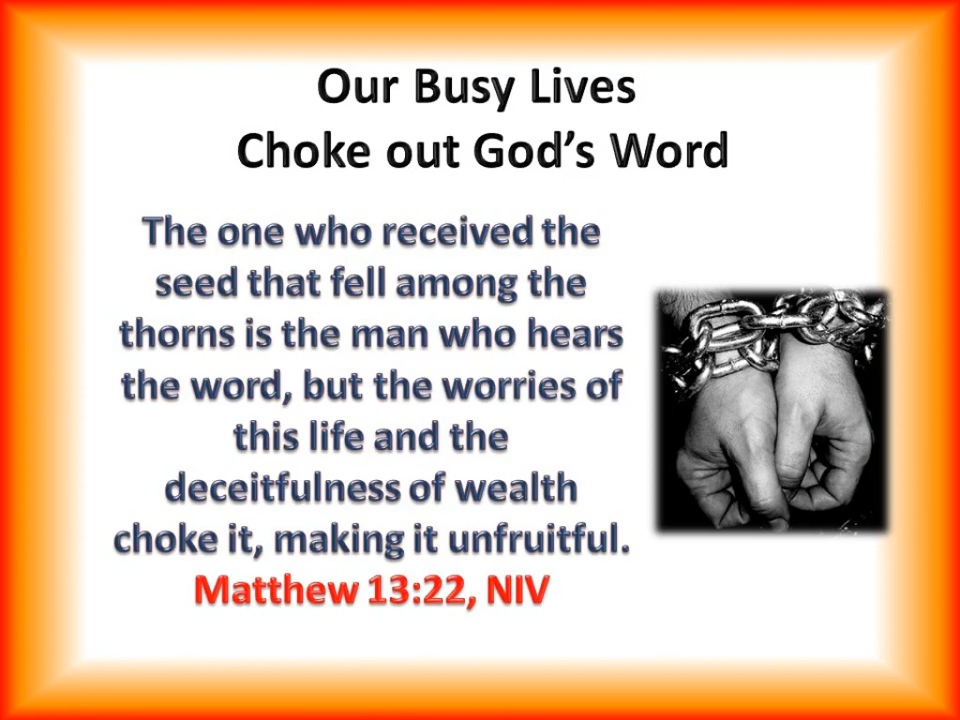 Our Busy Lives
Choke out God’s Word
The one who received the
seed that fell among the
thorns is the man who hears
the word, but the worries of
this life and the
deceitfulness of wealth
choke it, making it unfruitful.
Matthew 13:22, NIV